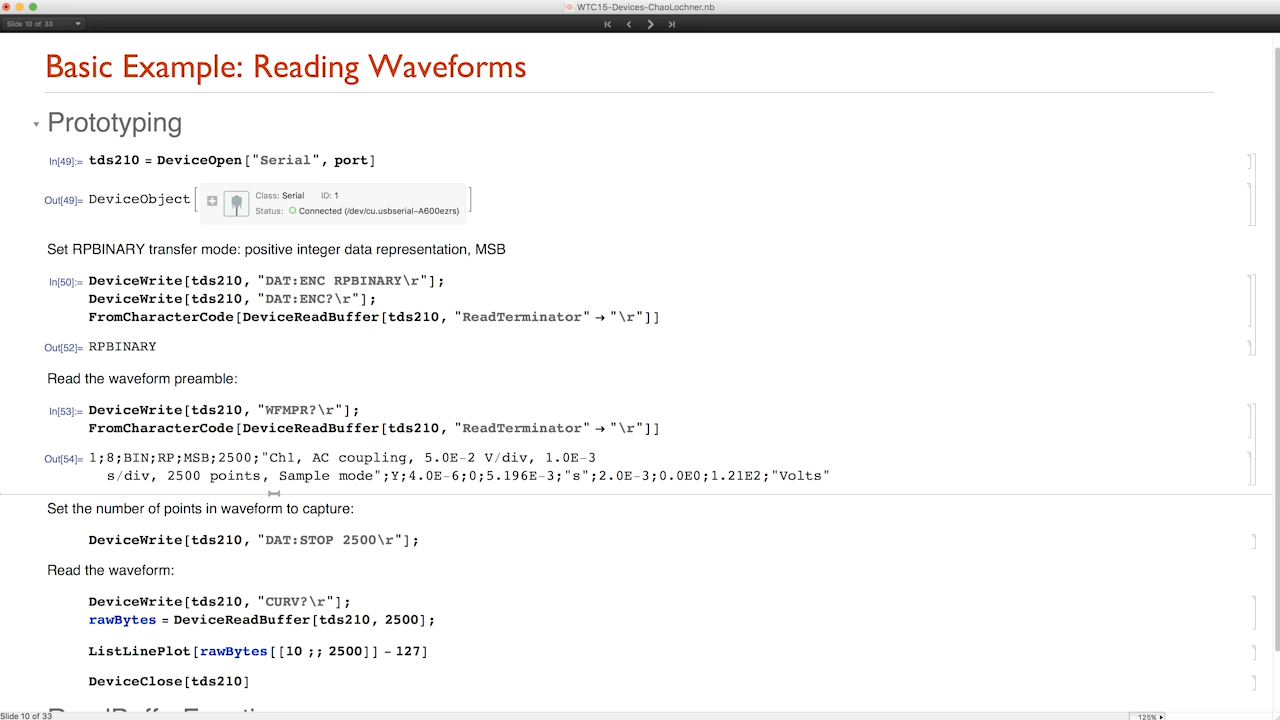 WTC15-Devices-ChaoLochner.nb
Slide 10 of 33
Basic Example: Reading Waveforms
Prototyping
In[49]:= tds210 = DeviceOpen["Serial", port]
Class: Serial ID: 1
Out[49]= DeviceObject[ ]
Status: Connected (/dev/cu.usbserial-A600ezrs)
Set RPBINARY transfer mode: positive integer data representation, MSB
In[50]:= DeviceWrite[tds210, "DAT:ENC RPBINARY\r"];
DeviceWrite[tds210, "DAT:ENC?\r"];
FromCharacterCode[DeviceReadBuffer[tds210, "ReadTerminator" → "\r"]]
Out[52]= RPBINARY
Read the waveform preamble:
In[53]:= DeviceWrite[tds210, "WFMPR?\r"];
FromCharacterCode[DeviceReadBuffer[tds210, "ReadTerminator" → "\r"]]
Out[54]= 1;8;BIN;RP;MSB;2500;"Ch1, AC coupling, 5.0E-2 V/div, 1.0E-3
s/div, 2500 points, Sample mode";Y;4.0E-6;0;5.196E-3;"s";2.0E-3;0.0E0;1.21E2;"Volts"
Set the number of points in waveform to capture:
DeviceWrite[tds210, "DAT:STOP 2500\r"];
Read the waveform:
DeviceWrite[tds210, "CURV?\r"];
rawBytes = DeviceReadBuffer[tds210, 2500];
ListLinePlot[rawBytes[[10 ;; 2500]] - 127]
DeviceClose[tds210]
Slide 10 of 33
125%